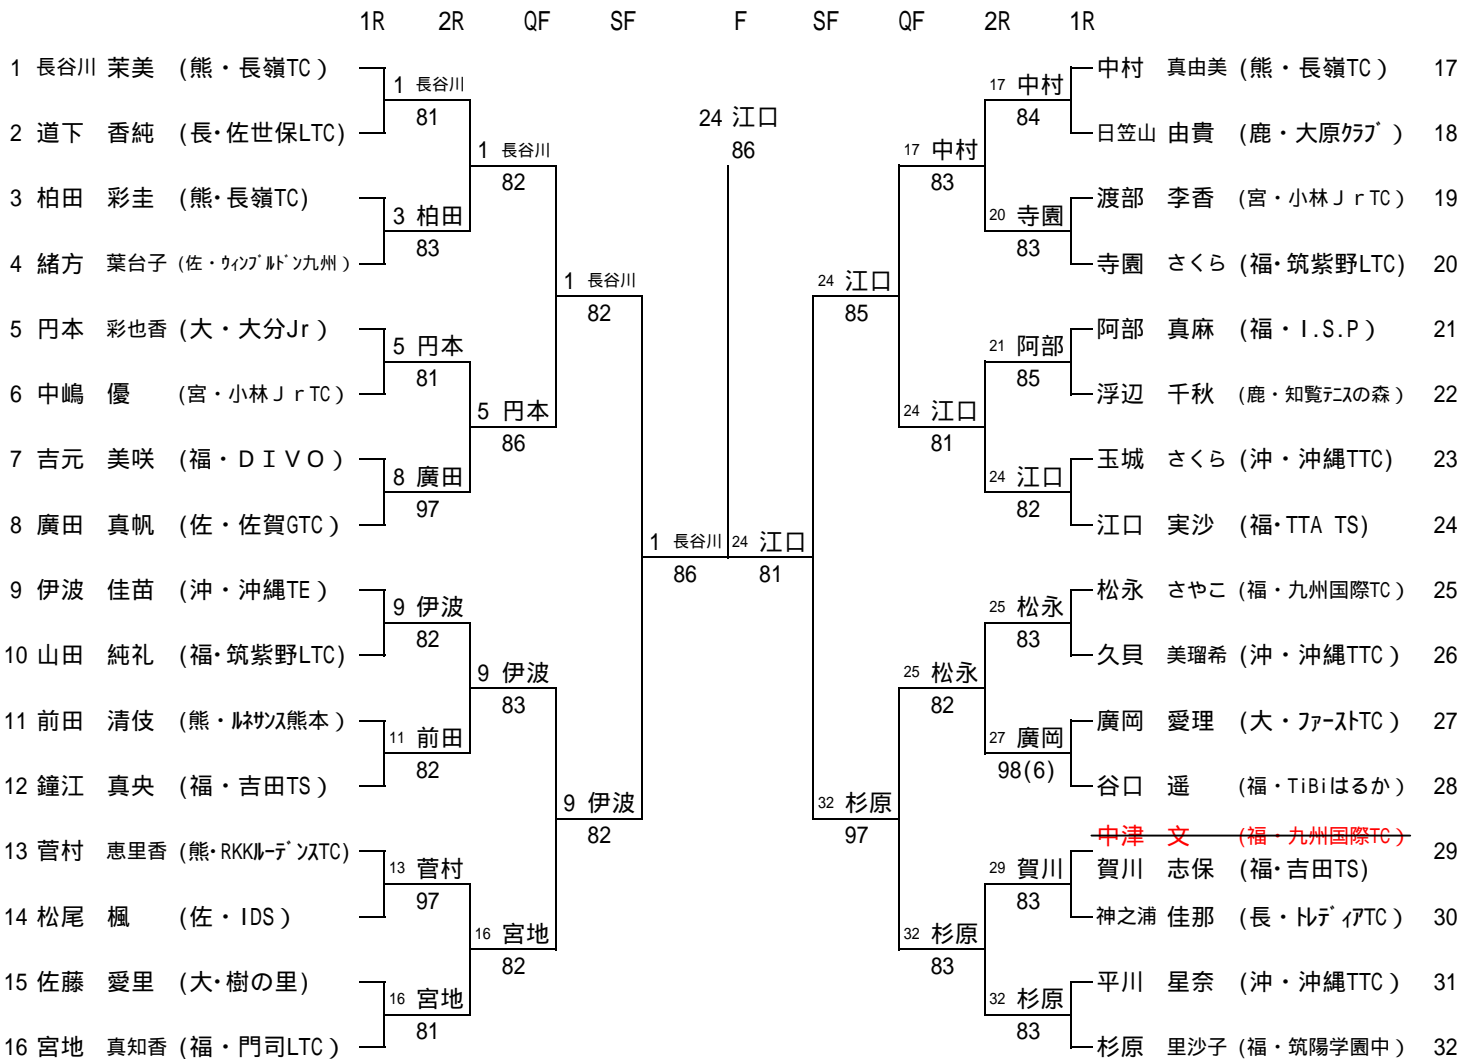 1R 2R QF SF F SF QF 2R 1R
1 長谷川 茉美 (熊・長嶺TC)
2 道下 香純 (長・佐世保LTC)
3 柏田 彩圭 (熊・長嶺TC)
4 緒方 葉台子 (佐・ウィンブルドン九州)
5 円本 彩也香 (大・大分Jr)
6 中嶋 優 (宮・小林JrTC)
7 吉元 美咲 (福・DIVO)
8 廣田 真帆 (佐・佐賀GTC)
9 伊波 佳苗 (沖・沖縄TE)
10 山田 純礼 (福・筑紫野LTC)
11 前田 清伎 (熊・ルネサンス熊本)
12 鐘江 真央 (福・吉田TS)
13 菅村 恵里香 (熊・RKKルーデンスTC)
14 松尾 楓 (佐・IDS)
15 佐藤 愛里 (大・樹の里)
16 宮地 真知香 (福・門司LTC)
1 長谷川
81
3 柏田
83
5 円本
81
8 廣田
97
9 伊波
82
11 前田
82
13 菅村
97
16 宮地
81
1 長谷川
82
5 円本
86
9 伊波
83
16 宮地
82
1 長谷川
82
9 伊波
82
1 長谷川
86
24 江口
86
24 江口
81
24 江口
85
32 杉原
97
17 中村
83
24 江口
81
25 松永
82
32 杉原
83
17 中村
84
20 寺園
83
21 阿部
85
24 江口
82
25 松永
83
27 廣岡
98(6)
29 賀川
83
32 杉原
83
中村 真由美 (熊・長嶺TC) 17
日笠山 由貴 (鹿・大原クラブ) 18
渡部 李香 (宮・小林JrTC) 19
寺園 さくら (福・筑紫野LTC) 20
阿部 真麻 (福・I.S.P) 21
浮辺 千秋 (鹿・知覧テニスの森) 22
玉城 さくら (沖・沖縄TTC) 23
江口 実沙 (福・TTA TS) 24
松永 さやこ (福・九州国際TC) 25
久貝 美瑠希 (沖・沖縄TTC) 26
廣岡 愛理 (大・ファーストTC) 27
谷口 遥 (福・TiBiはるか) 28
中津 文 (福・九州国際TC)
29
賀川 志保 (福・吉田TS)
神之浦 佳那 (長・トレディアTC) 30
平川 星奈 (沖・沖縄TTC) 31
杉原 里沙子 (福・筑陽学園中) 32